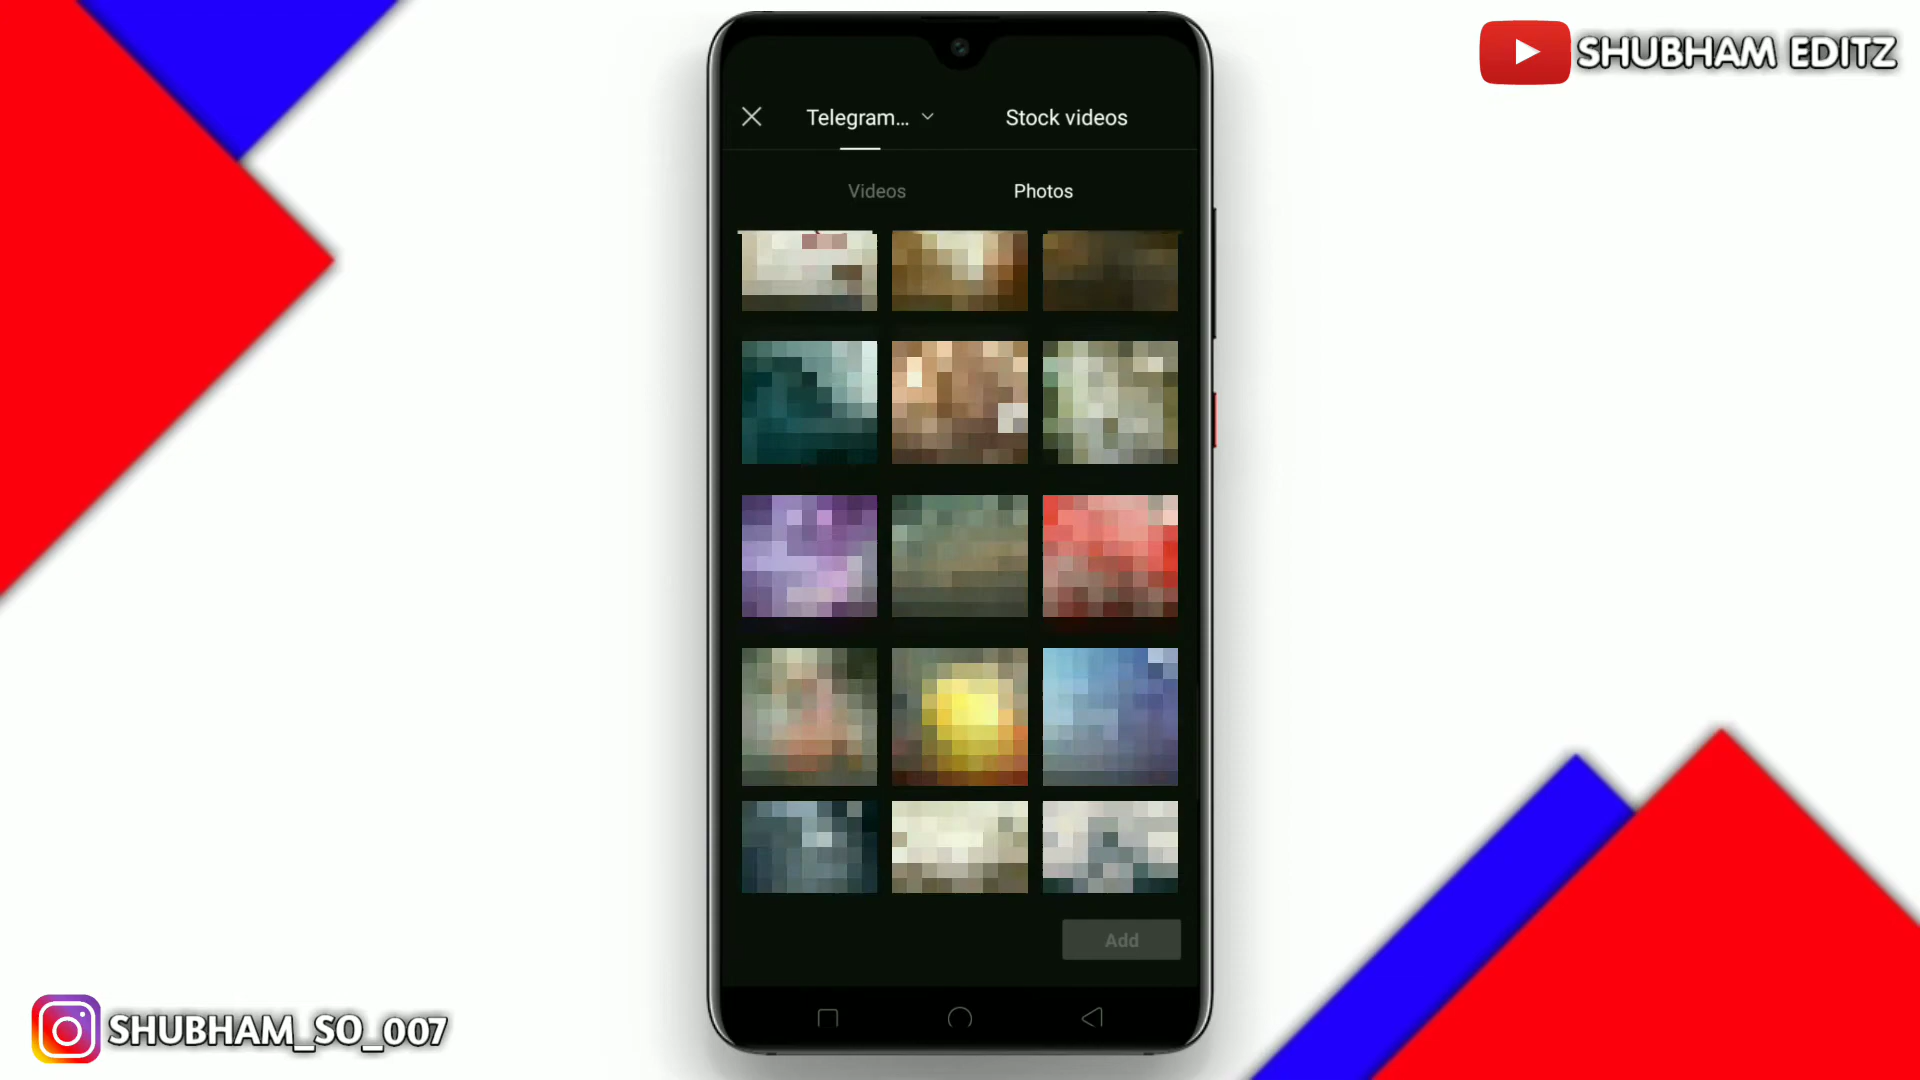 SHUBHAM EDITZ
Telegram... Stock videos
Videos Photos
Add
SHUBHAM_SO_007